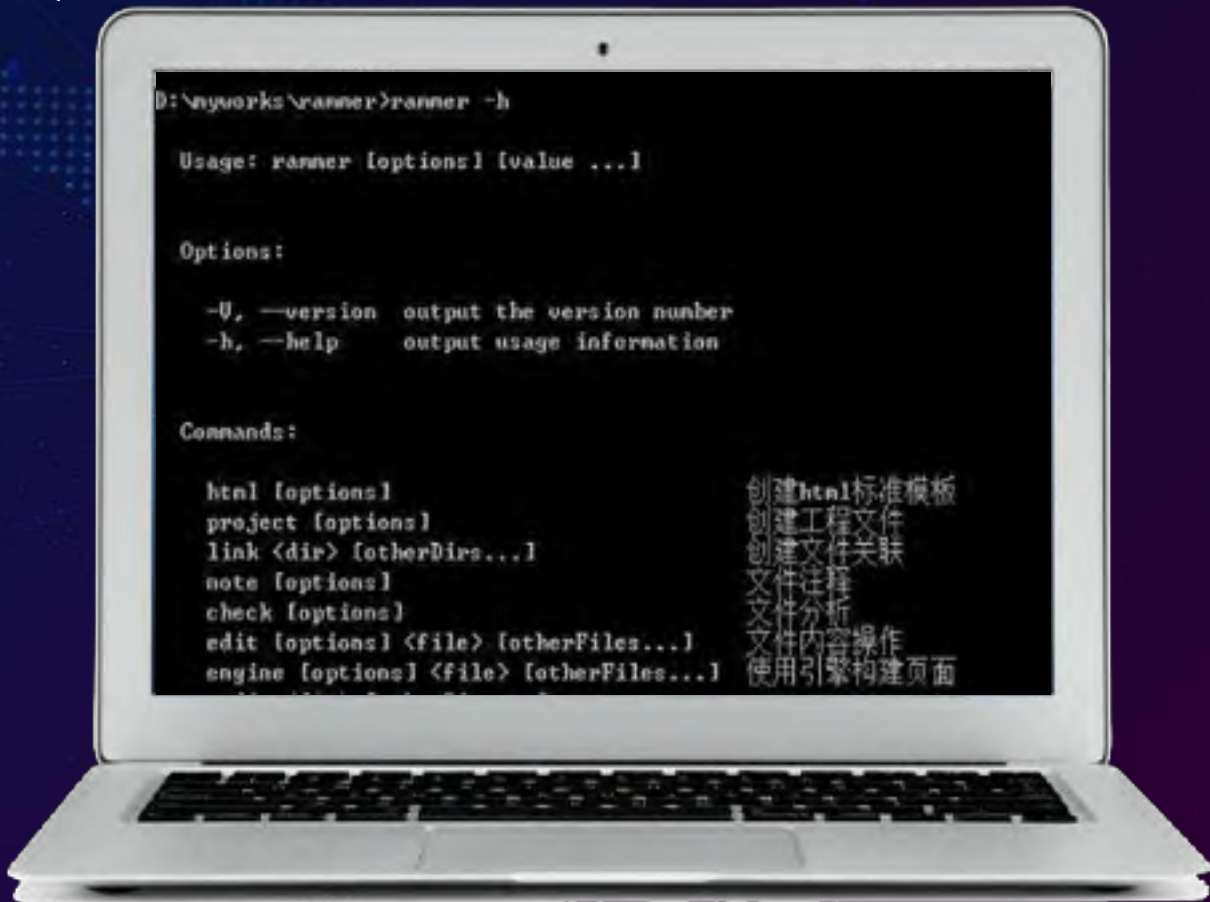 D:\myworks\rammer>rammer -h
Usage: rammer [options] [value ...]
Options:
-V, --version output the version number
-h, --help output usage information
Commands:
html [options] 创建html标准模板
project [options] 创建工程文件
link <dir> [otherDirs...] 创建文件关联
note [options] 文件注释
check [options] 文件分析
edit [options] <file> [otherFiles...] 文件内容操作
engine [options] <file> [otherFiles...] 使用引擎构建页面